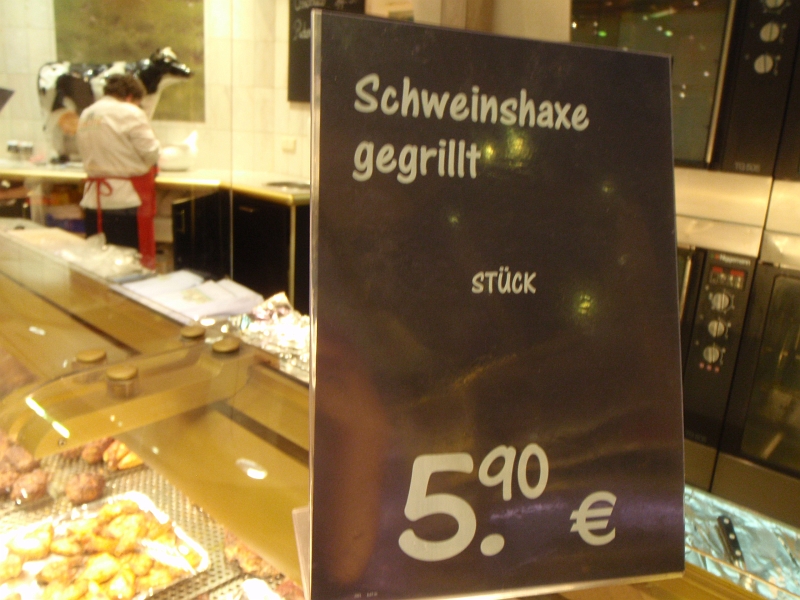 Schweinshaxe
gegrillt
STÜCK
5.90 €